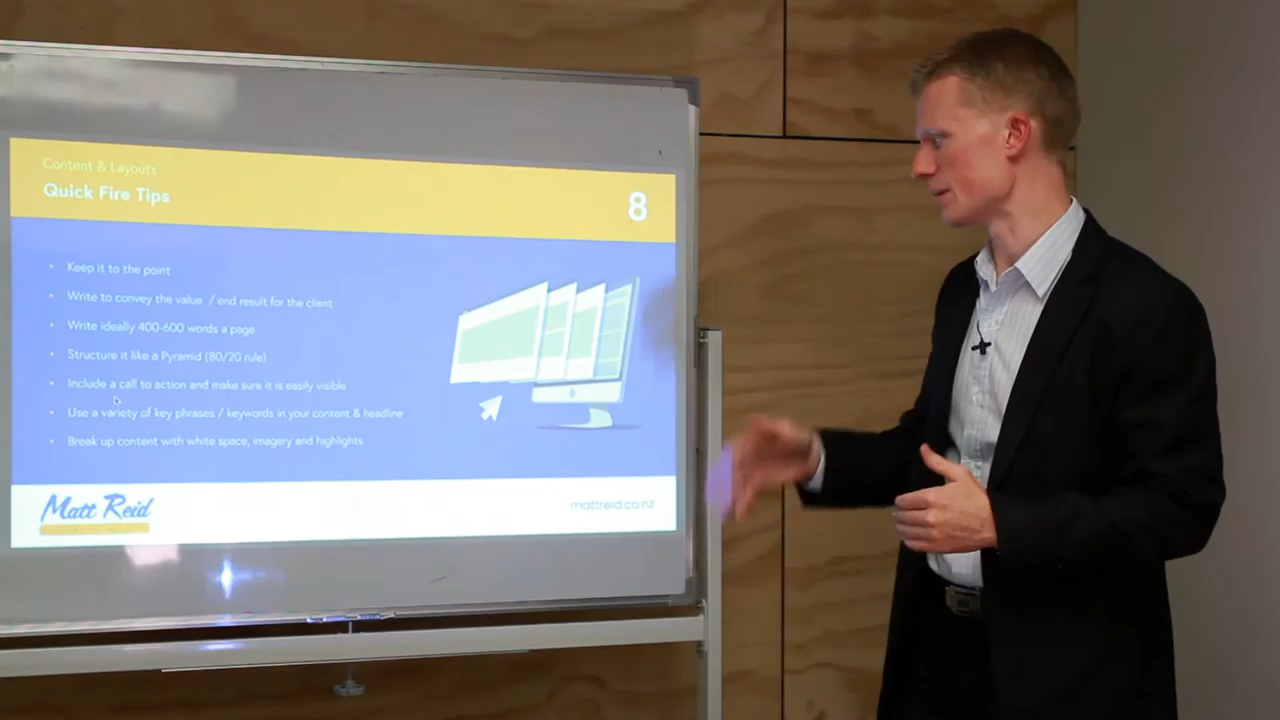 Content & Layouts
Quick Fire Tips
8
Keep it to the point
Write to convey the value / end result for the client
Write ideally 400-600 words a page
Structure it like a Pyramid (80/20 rule)
Include a call to action and make sure it is easily visible
Use a variety of key phrases / keywords in your content & headline
Break up content with white space, imagery and highlights
Matt Reid
mattreid.co.nz